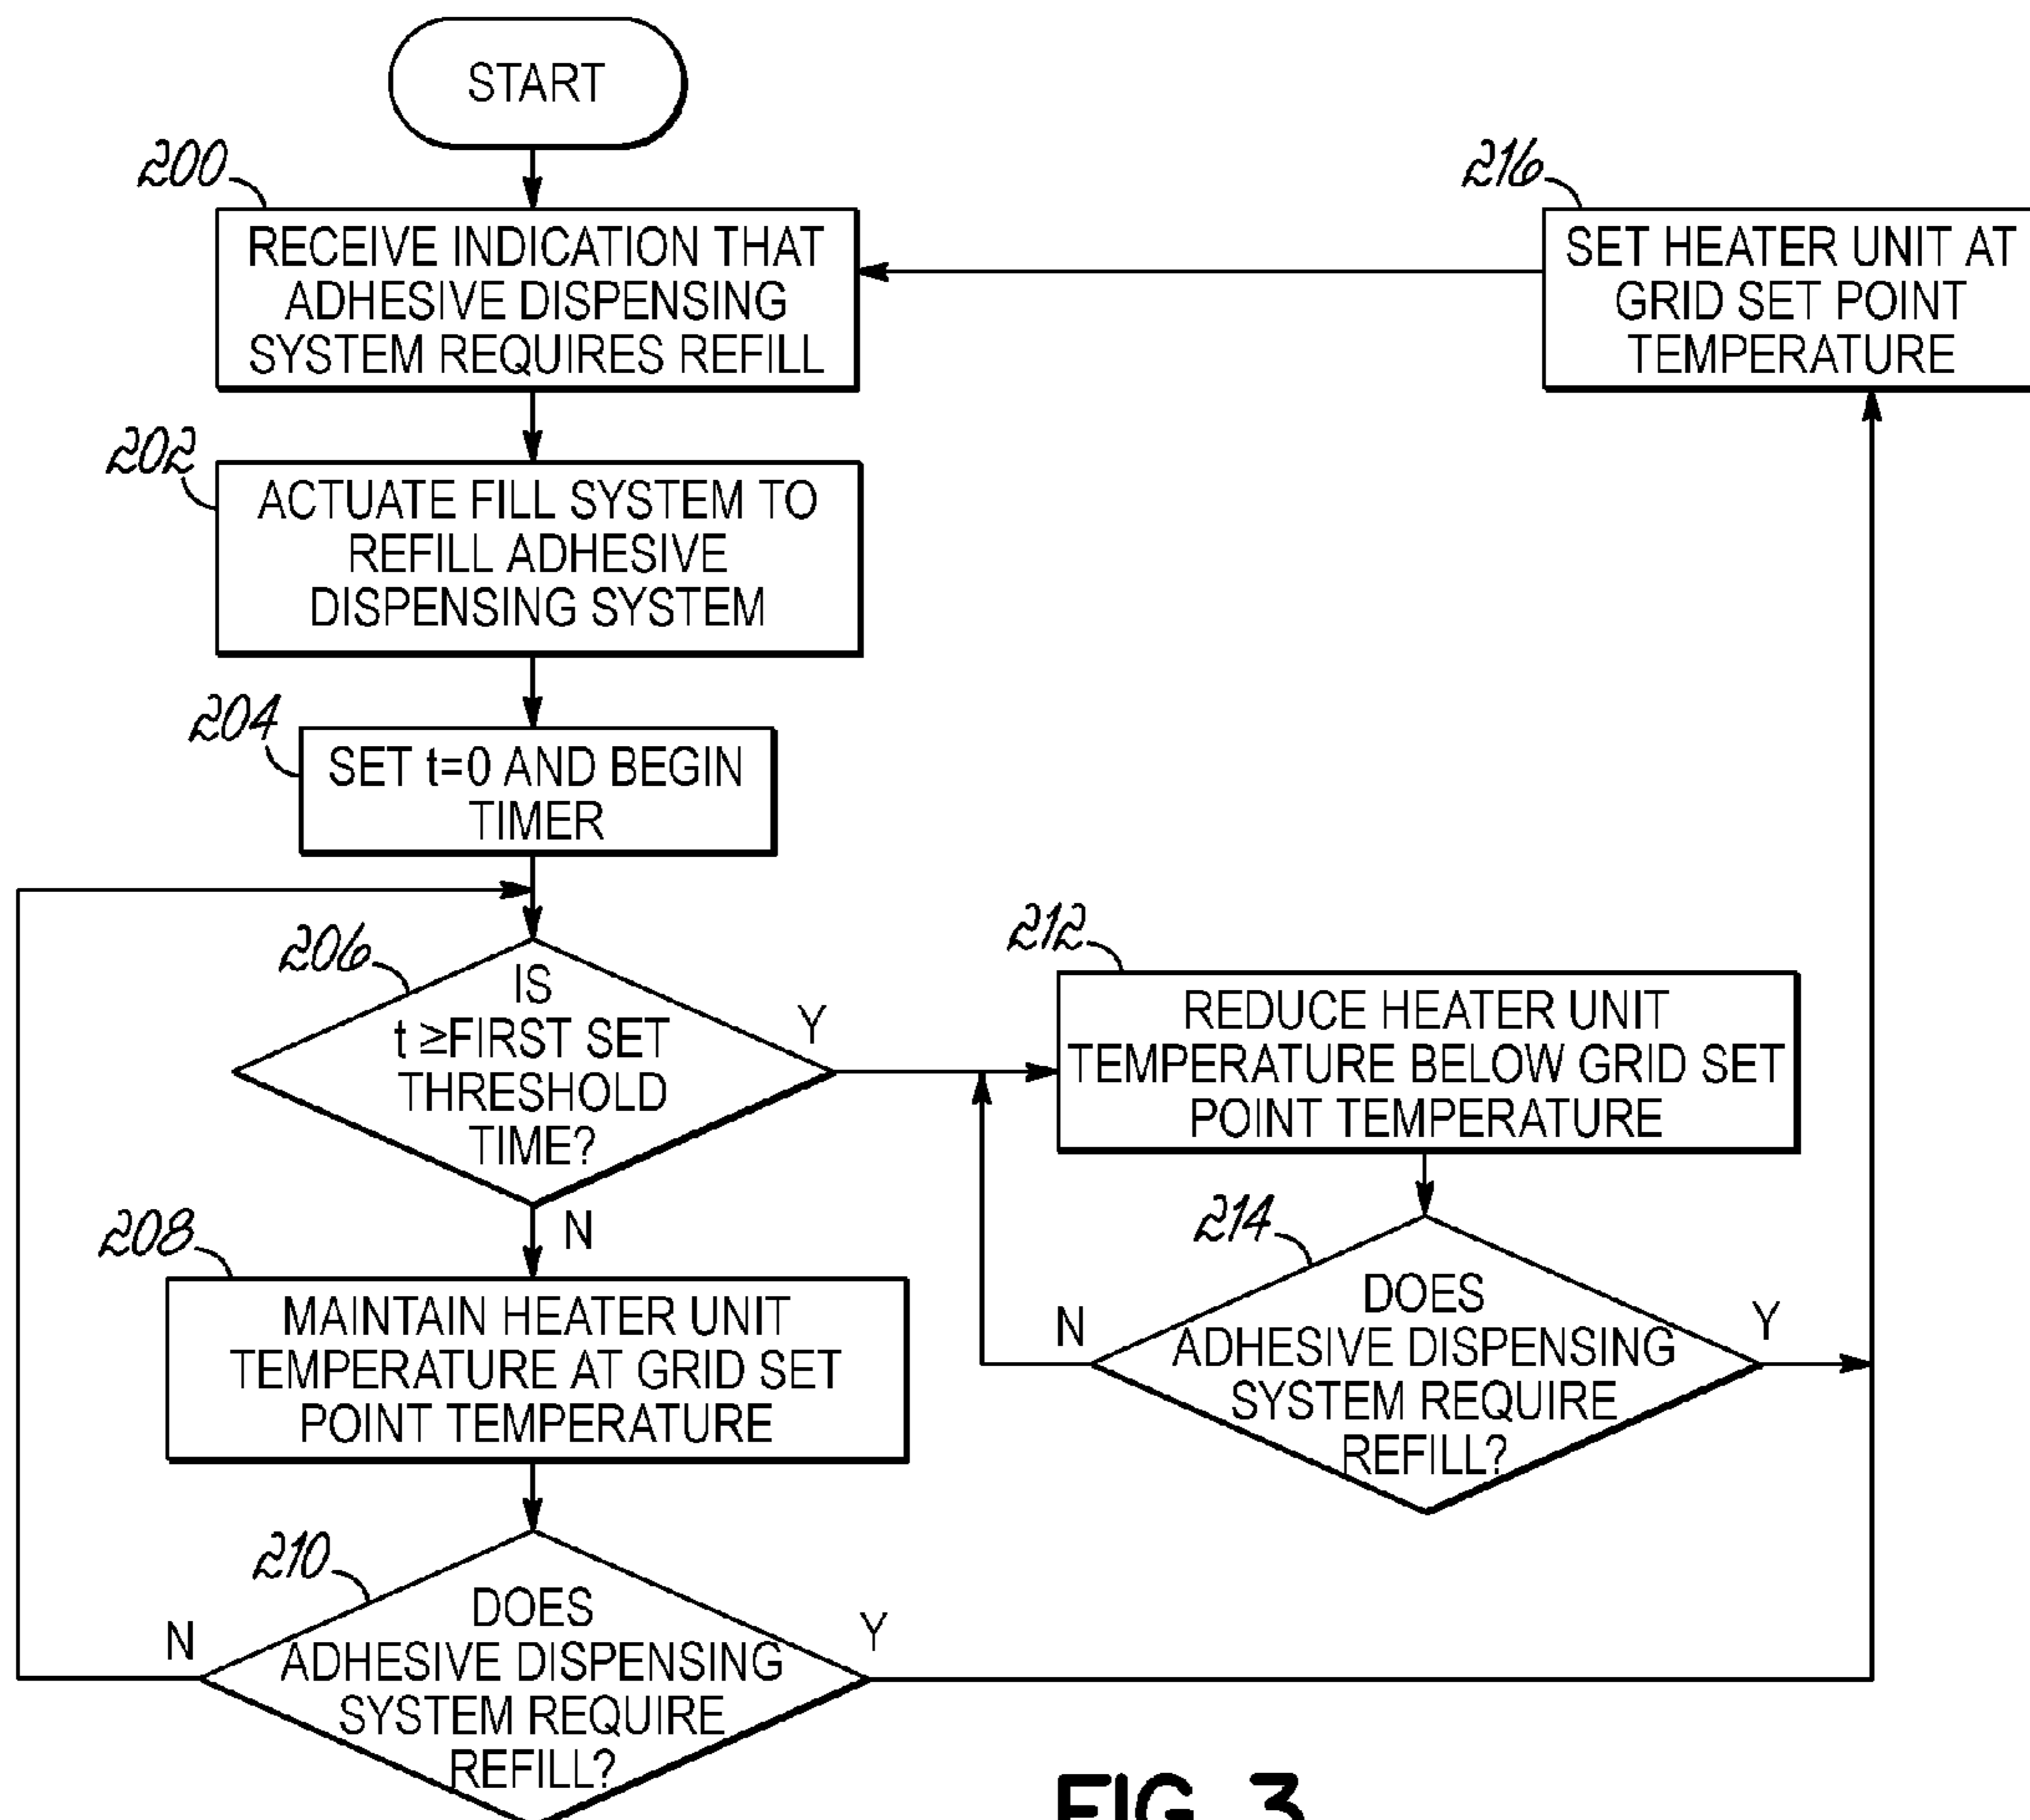 START
200
RECEIVE INDICATION THAT
ADHESIVE DISPENSING
SYSTEM REQUIRES REFILL
216
SET HEATER UNIT AT
GRID SET POINT
TEMPERATURE
202
ACTUATE FILL SYSTEM TO
REFILL ADHESIVE
DISPENSING SYSTEM
204
SET t=0 AND BEGIN
TIMER
206
IS
t ≥FIRST SET
THRESHOLD
TIME?
Y
N
212
REDUCE HEATER UNIT
TEMPERATURE BELOW GRID SET
POINT TEMPERATURE
208
MAINTAIN HEATER UNIT
TEMPERATURE AT GRID SET
POINT TEMPERATURE
214
DOES
ADHESIVE DISPENSING
SYSTEM REQUIRE
REFILL?
N
Y
210
DOES
ADHESIVE DISPENSING
SYSTEM REQUIRE
REFILL?
N
Y
FIG. 3